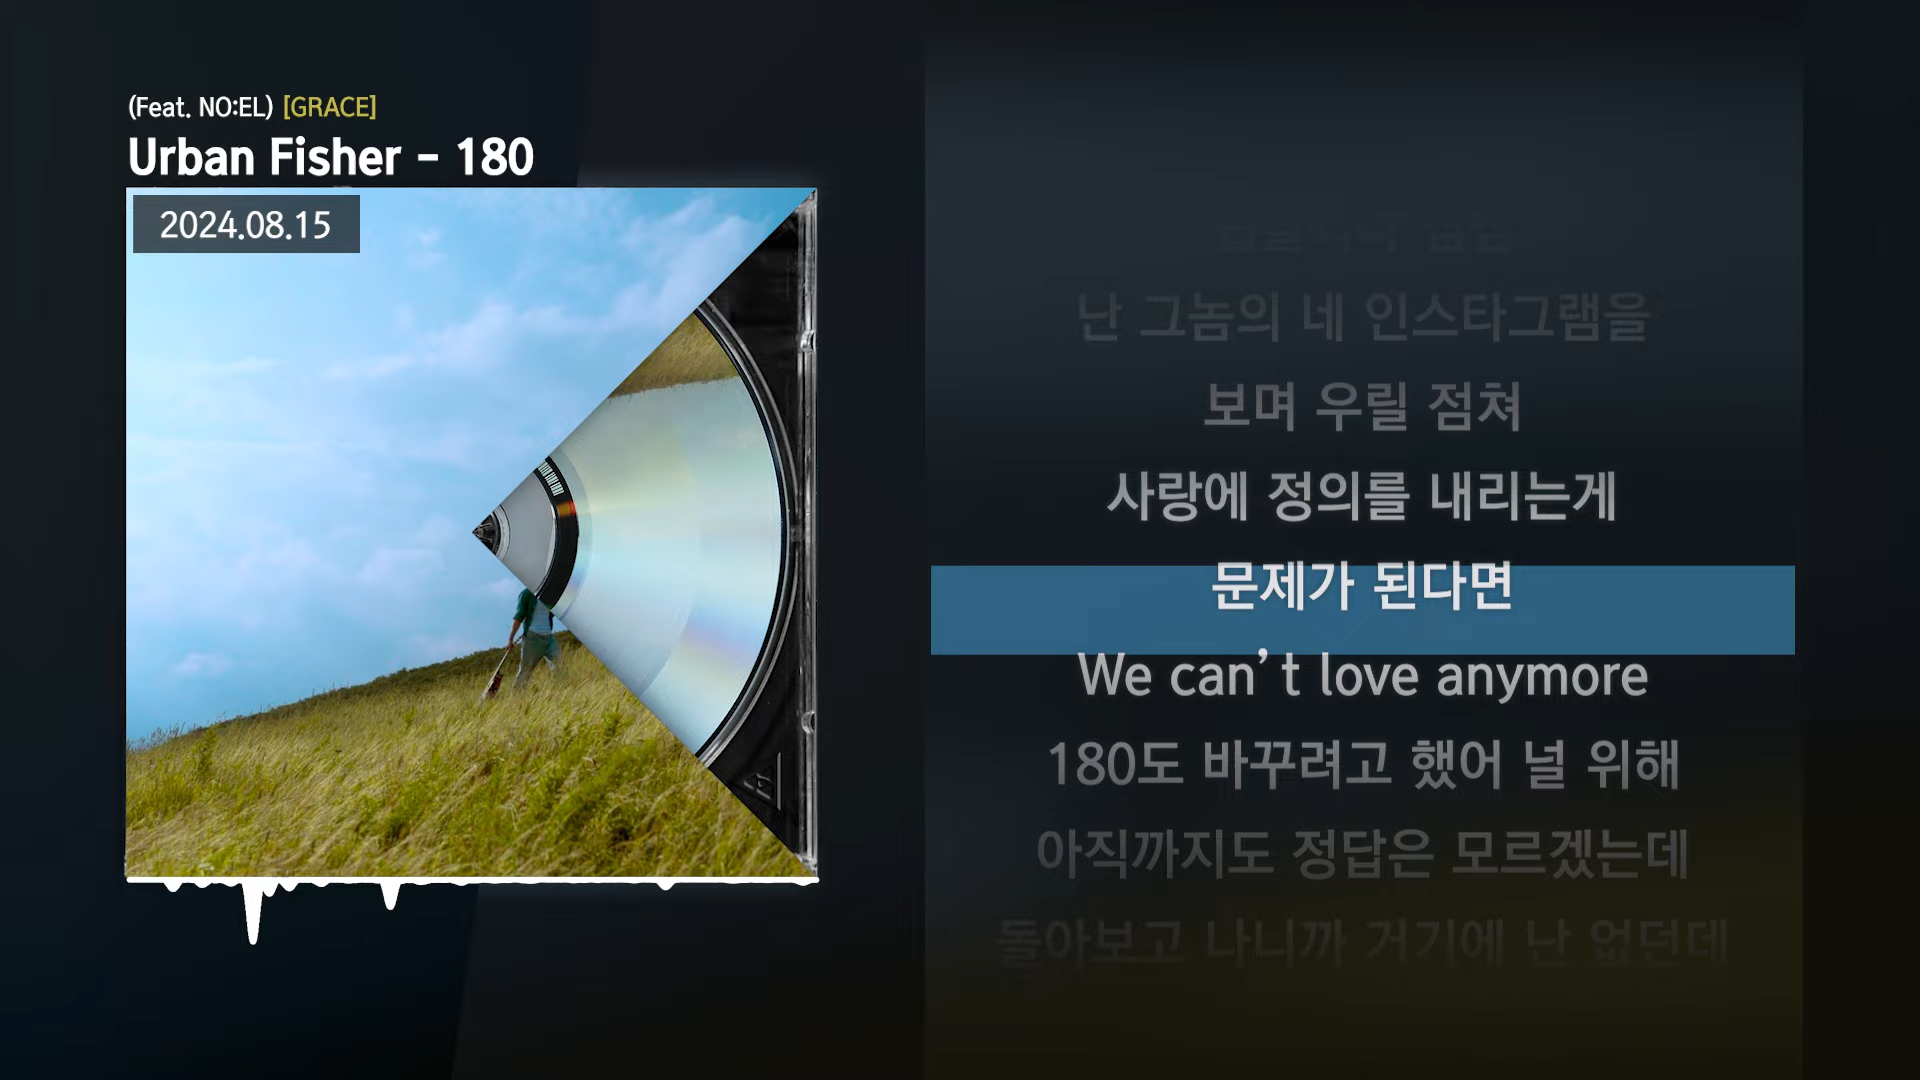 (Feat. NO:EL) [GRACE]
Urban Fisher - 180
2024.08.15
난 그놈의 네 인스타그램을
보며 우릴 점쳐
사랑에 정의를 내리는게
문제가 된다면
We can't love anymore
180도 바꾸려고 했어 널 위해
아직까지도 정답은 모르겠는데
돌아보고 나니까 거기에 난 없던데